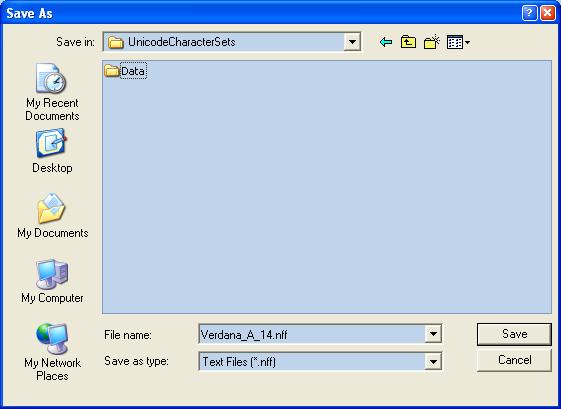 Save As
Save in:
UnicodeCharacterSets
Data
My Recent
Documents
Desktop
My Documents
My Computer
My Network
Places
File name:
Verdana_A_14.nff
Save
Save as type:
Text Files (*.nff)
Cancel